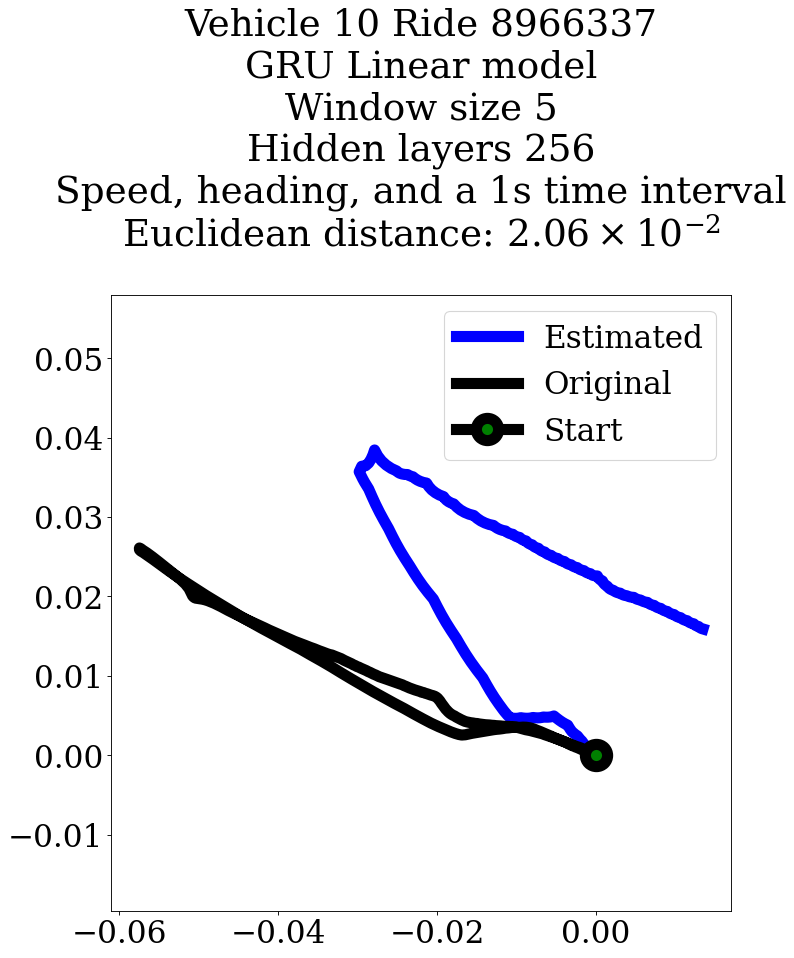 Vehicle 10 Ride 8966337
GRU Linear model
Window size 5
Hidden layers 256
Speed, heading, and a 1s time interval
Euclidean distance: 2.06 × 10⁻²
Estimated
Original
Start
0.05
0.04
0.03
0.02
0.01
0.00
−0.01
−0.06
−0.04
−0.02
0.00